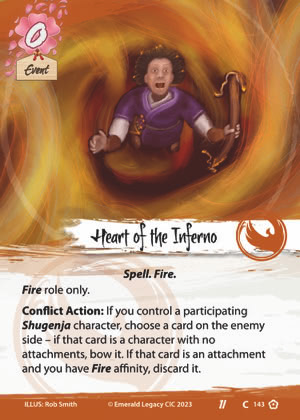 0
Event
Heart of the Inferno
Spell. Fire.
Fire role only.
Conflict Action: If you control a participating
Shugenja character, choose a card on the enemy
side – if that card is a character with no
attachments, bow it. If that card is an attachment
and you have Fire affinity, discard it.
ILLUS: Rob Smith © Emerald Legacy CIC 2023 C 143